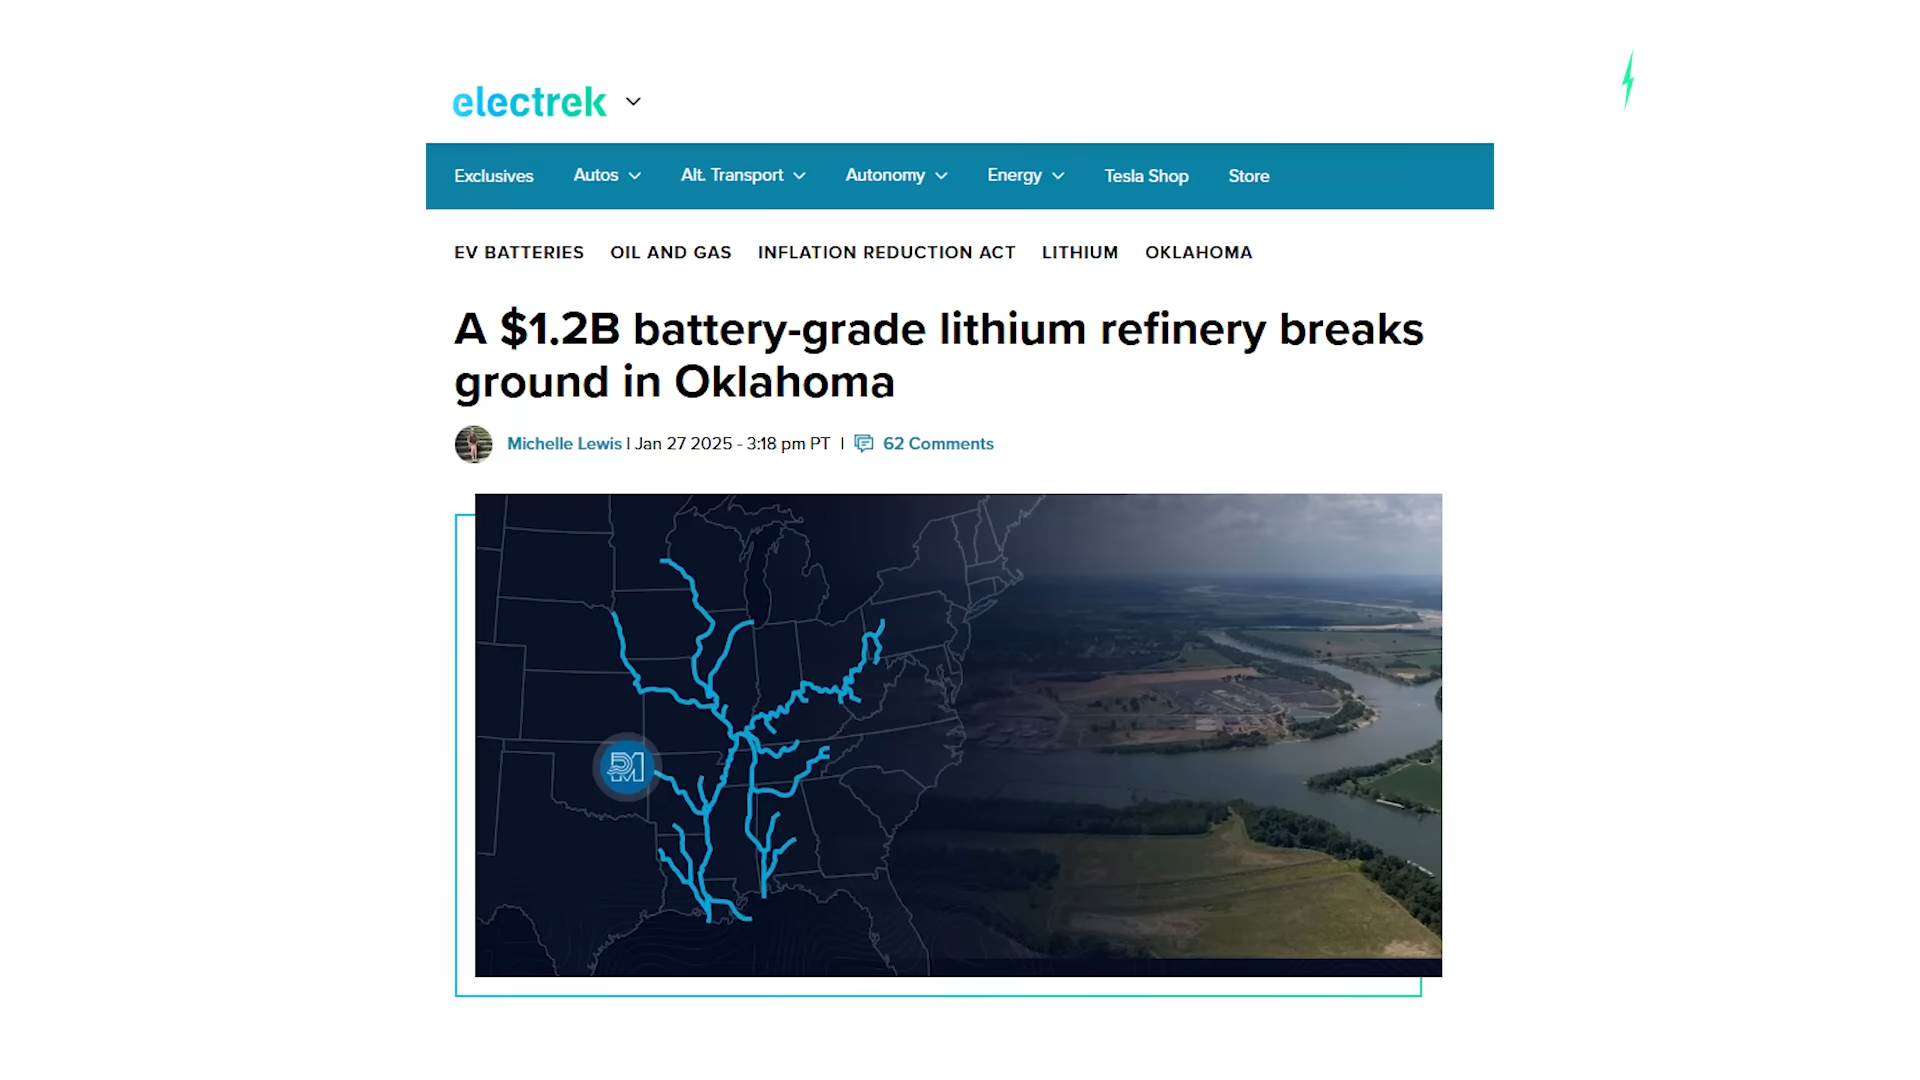 electrek
Exclusives Autos Alt. Transport Autonomy Energy Tesla Shop Store
EV BATTERIES OIL AND GAS INFLATION REDUCTION ACT LITHIUM OKLAHOMA
A $1.2B battery-grade lithium refinery breaks
ground in Oklahoma
Michelle Lewis | Jan 27 2025 - 3:18 pm PT | 62 Comments